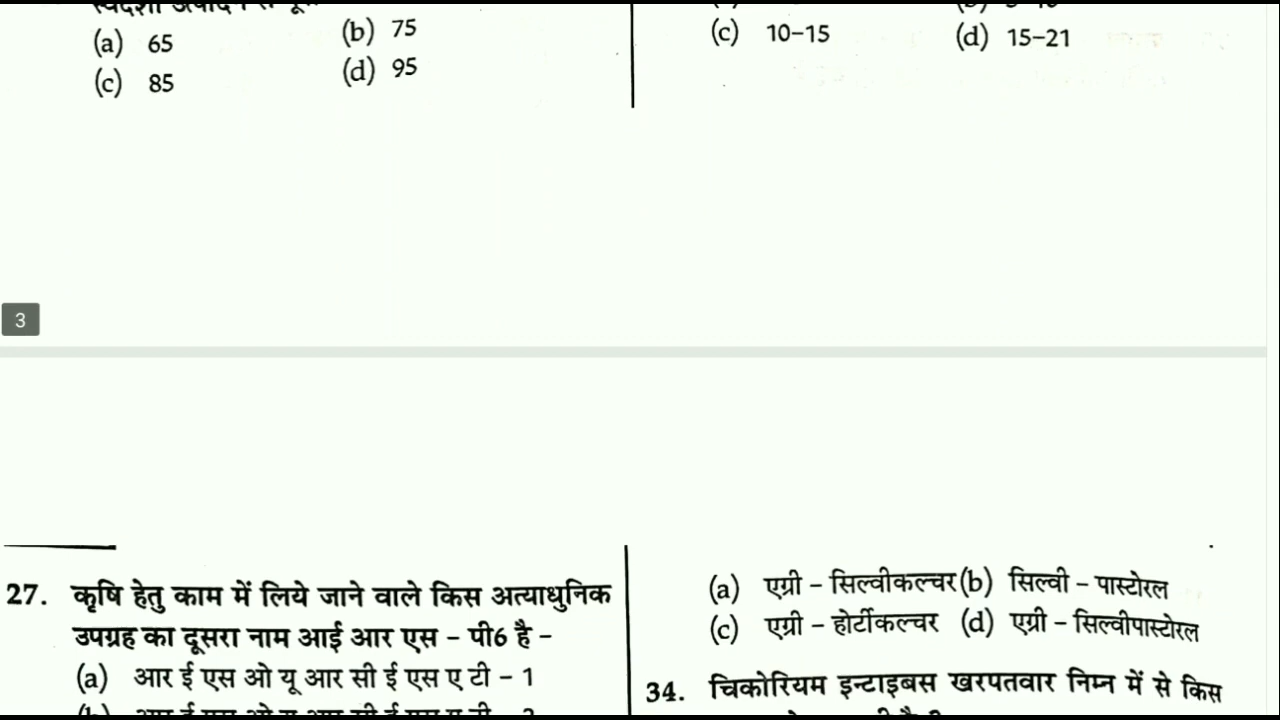 (a) 65 (b) 75
(c) 85 (d) 95
(c) 10–15 (d) 15–21
3
27. कृषि हेतु काम में लिये जाने वाले किस अत्याधुनिक
उपग्रह का दूसरा नाम आई आर एस – पी6 है –
(a) आर ई एस ओ यू आर सी ई एस ए टी – 1
(a) एग्री – सिल्वीकल्चर (b) सिल्वी – पास्टोरल
(c) एग्री – होर्टीकल्चर (d) एग्री – सिल्वीपास्टोरल
34. चिकोरियम इन्टाइबस खरपतवार निम्न में से किस